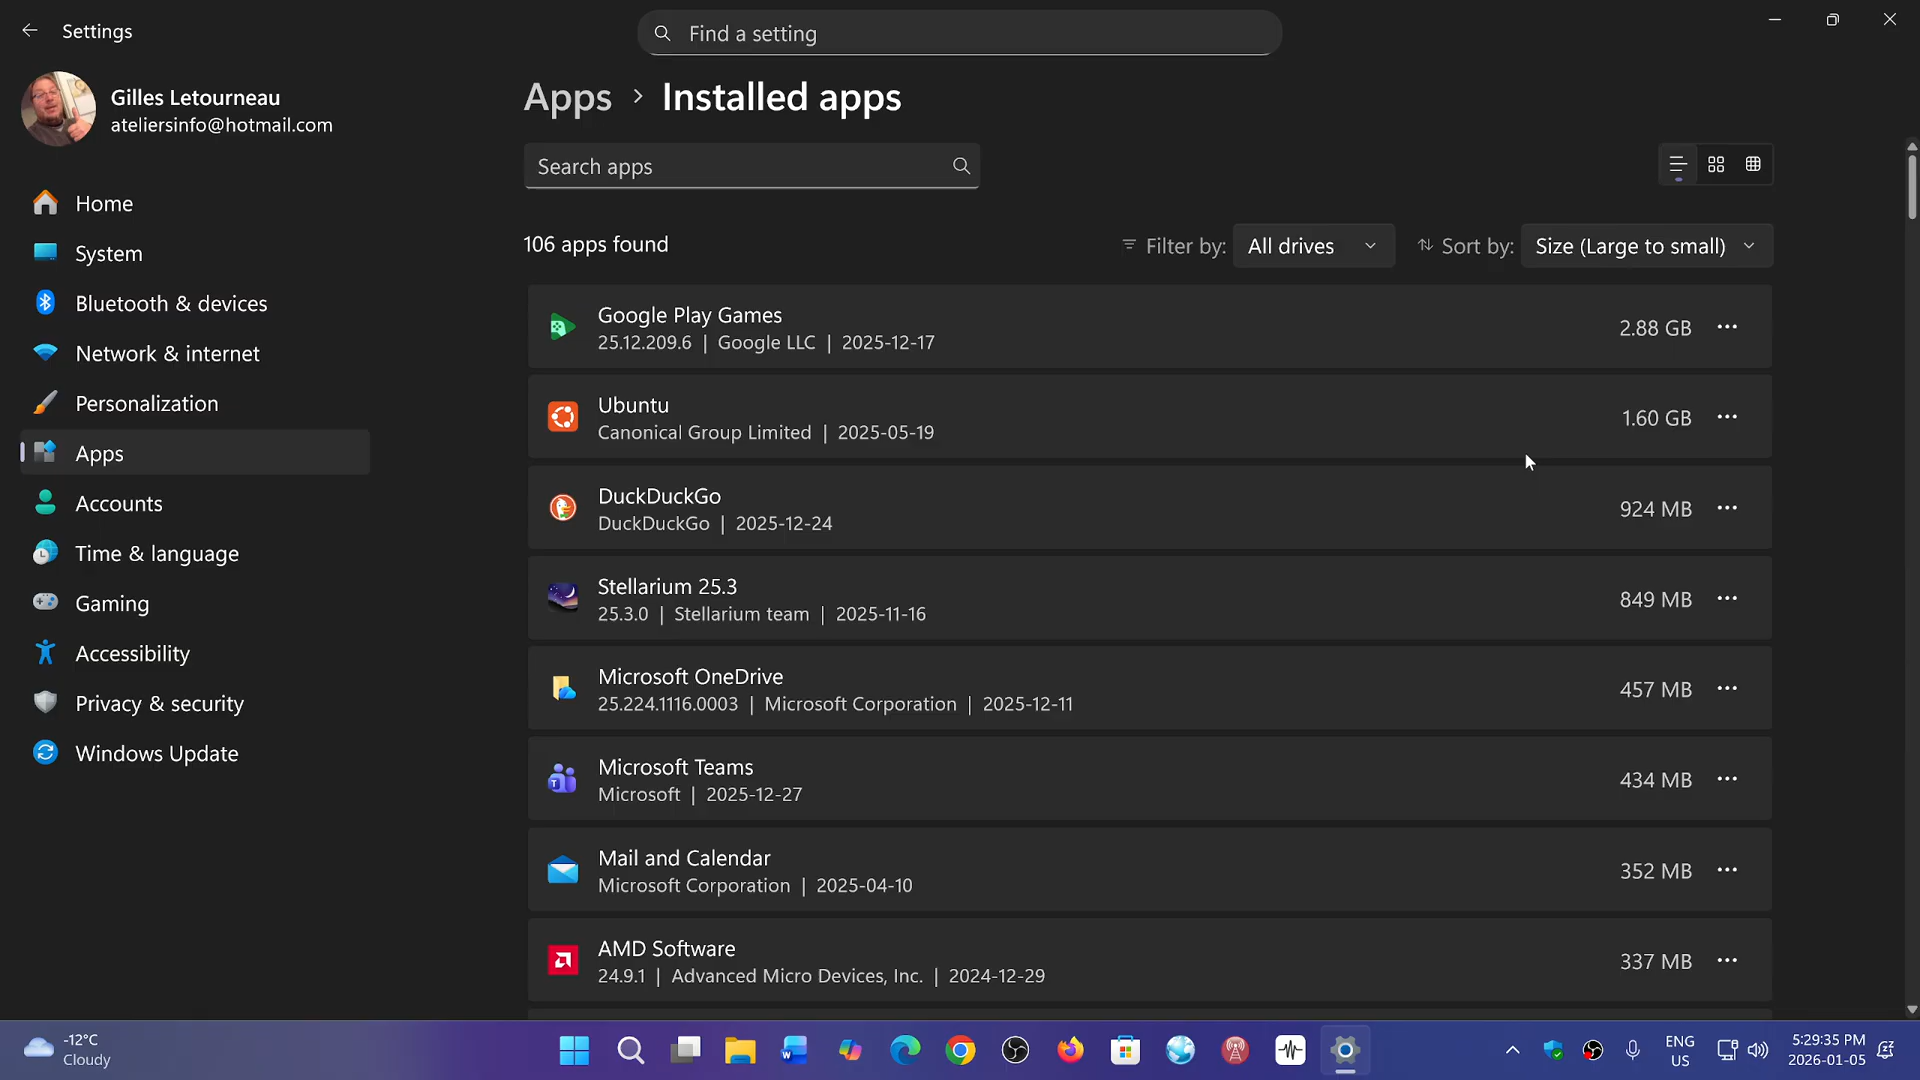 Settings
Find a setting
Gilles Letourneau
ateliersinfo@hotmail.com
Home
System
Bluetooth & devices
Network & internet
Personalization
Apps
Accounts
Time & language
Gaming
Accessibility
Privacy & security
Windows Update
Apps > Installed apps
Search apps
106 apps found
Filter by: All drives
Sort by: Size (Large to small)
Google Play Games
25.12.209.6 | Google LLC | 2025-12-17
2.88 GB
Ubuntu
Canonical Group Limited | 2025-05-19
1.60 GB
DuckDuckGo
DuckDuckGo | 2025-12-24
924 MB
Stellarium 25.3
25.3.0 | Stellarium team | 2025-11-16
849 MB
Microsoft OneDrive
25.224.1116.0003 | Microsoft Corporation | 2025-12-11
457 MB
Microsoft Teams
Microsoft | 2025-12-27
434 MB
Mail and Calendar
Microsoft Corporation | 2025-04-10
352 MB
AMD Software
24.9.1 | Advanced Micro Devices, Inc. | 2024-12-29
337 MB
-12°C
Cloudy
ENG
US
5:29:35 PM
2026-01-05